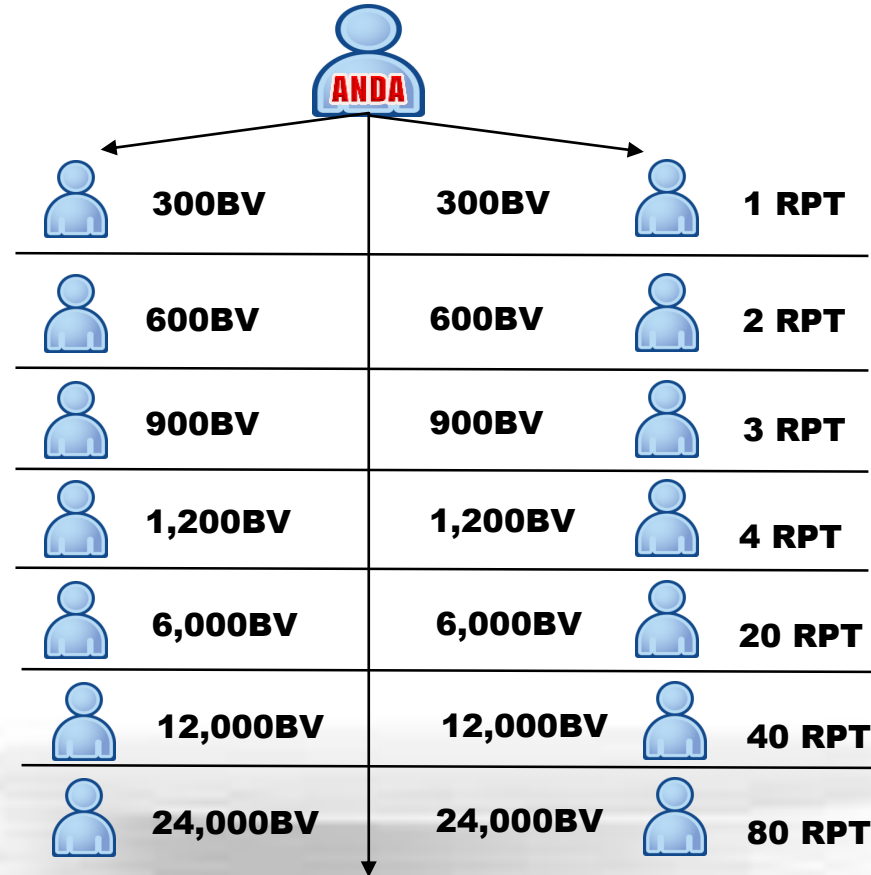 ANDA
300BV 300BV 1 RPT
600BV 600BV 2 RPT
900BV 900BV 3 RPT
1,200BV 1,200BV 4 RPT
6,000BV 6,000BV 20 RPT
12,000BV 12,000BV 40 RPT
24,000BV 24,000BV 80 RPT